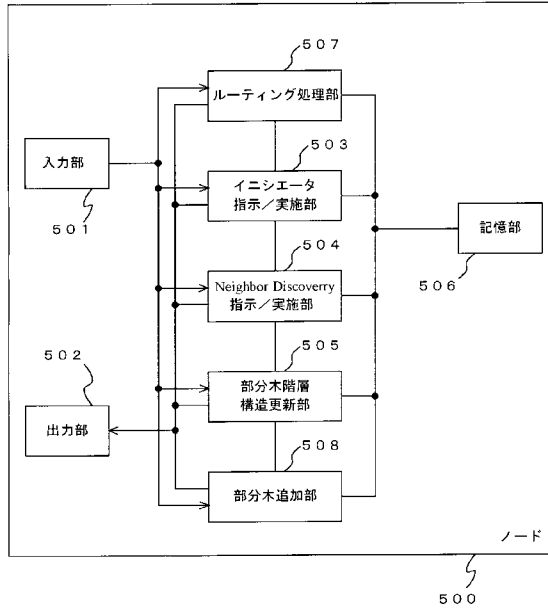 507
ルーティング処理部
503
入力部
イニシエータ
指示／実施部
501
504
記憶部
Neighbor Discoverry
指示／実施部
506
505
502
部分木階層
構造更新部
出力部
508
部分木追加部
ノード
500